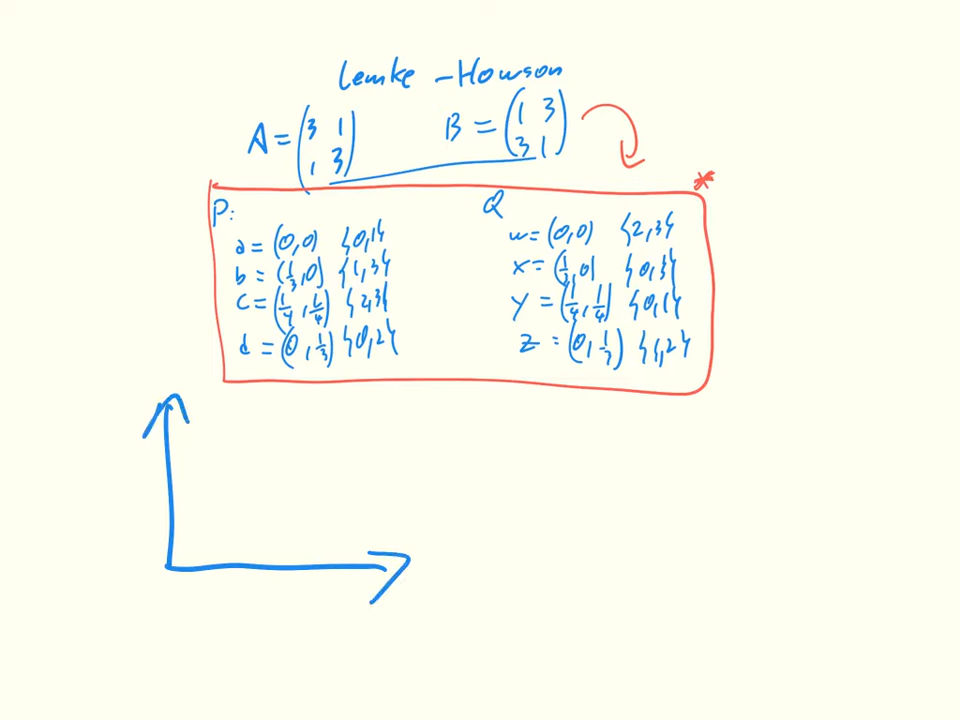 Lemke - Howson
A = (3 1
1 3) B = (1 3
3 1)
*
P: Q
a = (0,0) {0,1} w = (0,0) {2,3}
b = (1/3,0) {1,3} x = (1/3,0) {0,3}
c = (1/4,1/4) {2,3} y = (1/4,1/4) {0,1}
d = (0,1/3) {0,2} z = (0,1/3) {1,2}